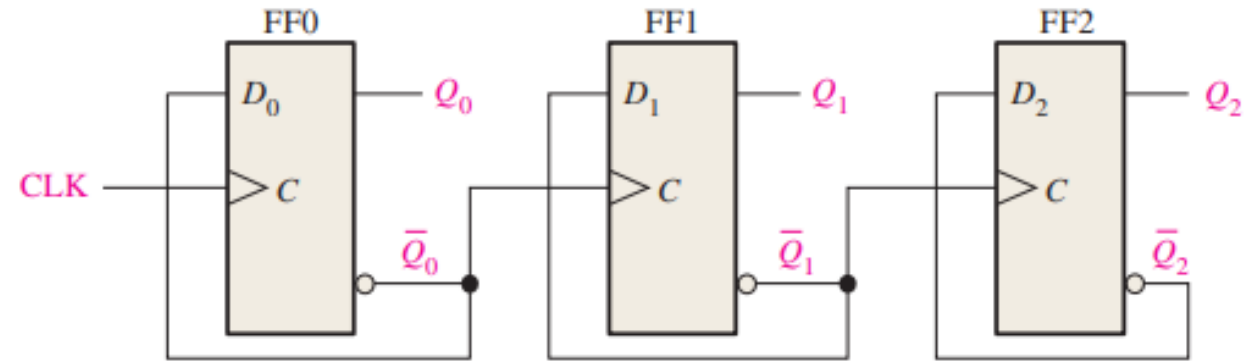 FF0 FF1 FF2
D₀ Q₀ D₁ Q₁ D₂ Q₂
CLK C C C
Q̅₀ Q̅₁ Q̅₂